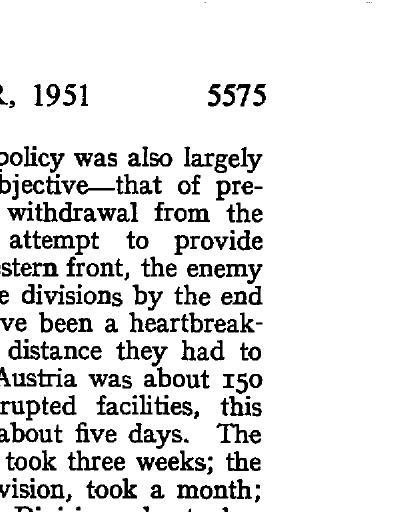 R, 1951 5575
policy was also largely
bjective—that of pre-
withdrawal from the
attempt to provide
stern front, the enemy
e divisions by the end
ve been a heartbreak-
distance they had to
Austria was about 150
rupted facilities, this
about five days. The
took three weeks; the
vision, took a month;